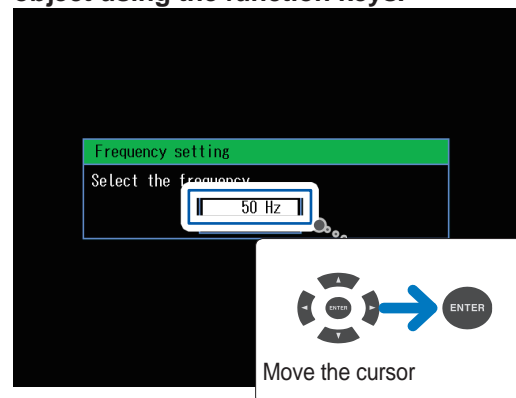 object using the function keys.
Frequency setting
Select the frequency
50 Hz
ENTER
ENTER
Move the cursor